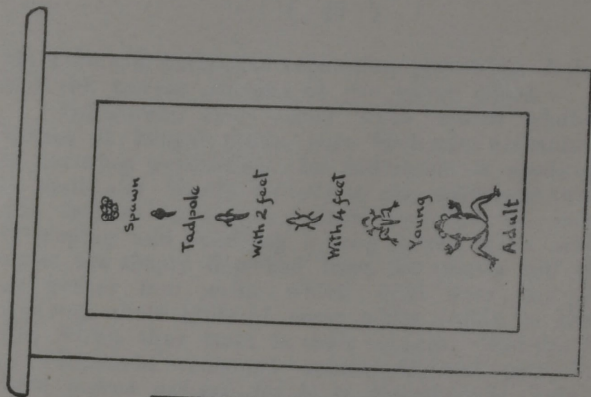 Spawn
Tadpole
With 2 feet
With 4 feet
Young
Adult